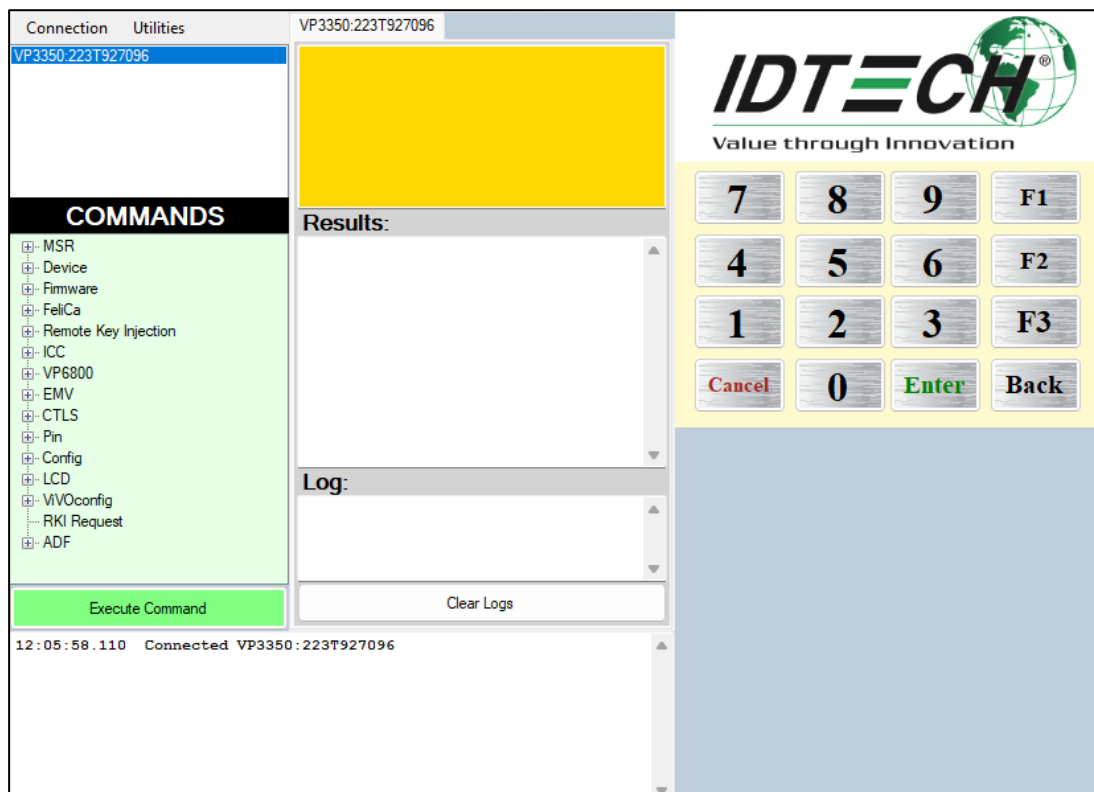 Connection Utilities
VP3350:223T927096
VP3350:223T927096
COMMANDS
MSR
Device
Firmware
FeliCa
Remote Key Injection
ICC
VP6800
EMV
CTLS
Pin
Config
LCD
ViVOconfig
RKI Request
ADF
Execute Command
Results:
Log:
Clear Logs
12:05:58.110 Connected VP3350:223T927096
IDTECH®
Value through Innovation
7 8 9 F1
4 5 6 F2
1 2 3 F3
Cancel 0 Enter Back